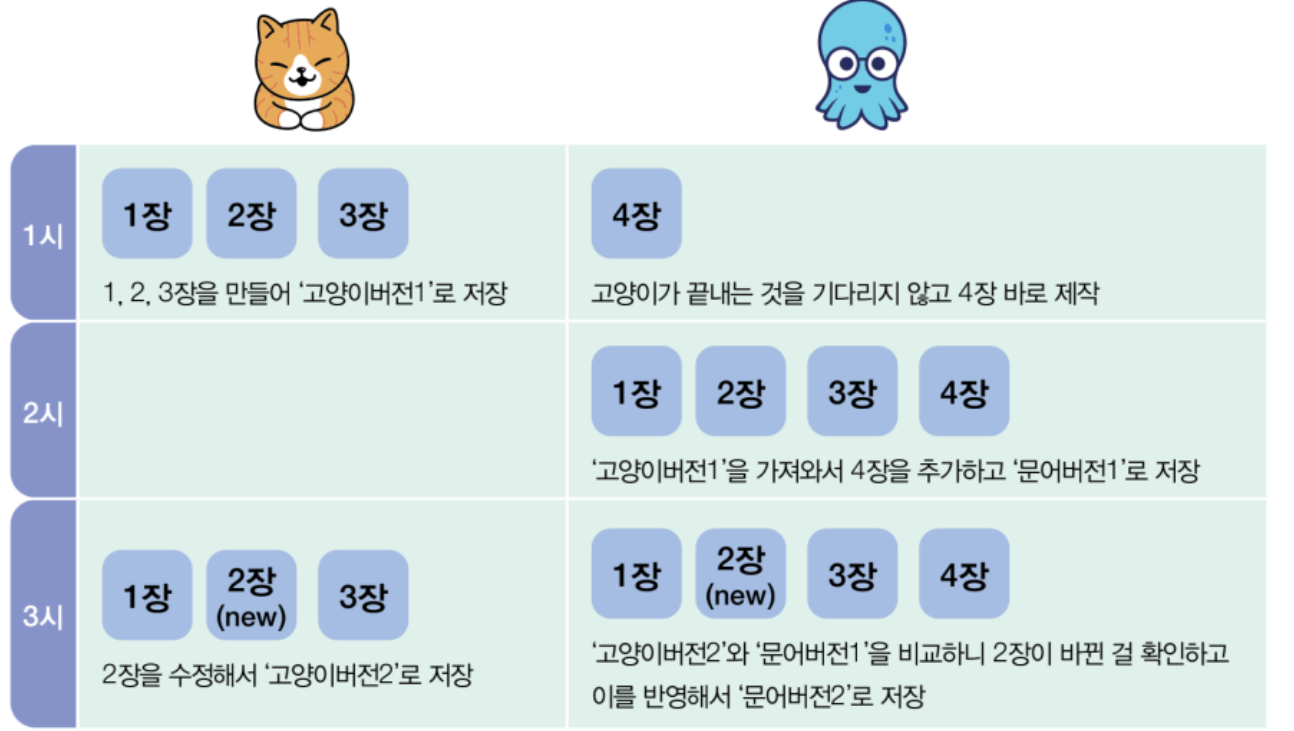 1시
1장 2장 3장
1, 2, 3장을 만들어 ‘고양이버전1’로 저장
4장
고양이가 끝내는 것을 기다리지 않고 4장 바로 제작
2시
1장 2장 3장 4장
‘고양이버전1’을 가져와서 4장을 추가하고 ‘문어버전1’로 저장
3시
1장 2장 3장
(new)
2장을 수정해서 ‘고양이버전2’로 저장
1장 2장 3장 4장
(new)
‘고양이버전2’와 ‘문어버전1’을 비교하니 2장이 바뀐 걸 확인하고
이를 반영해서 ‘문어버전2’로 저장